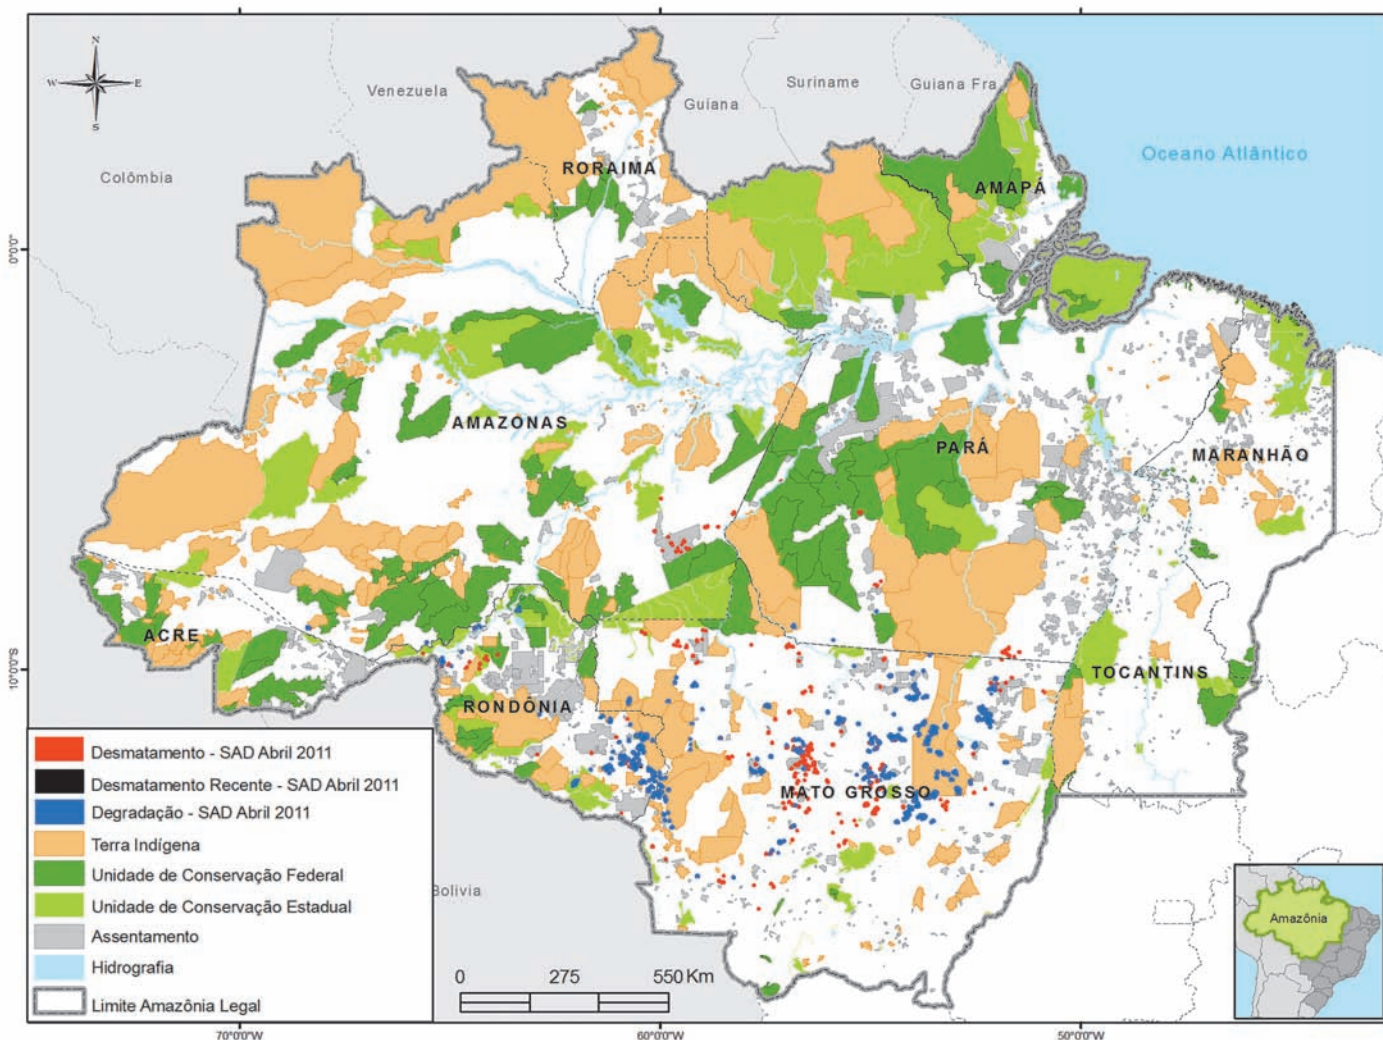 N
W E
S
Venezuela
Suriname
Guiana Fra
Guiana
Colômbia
Oceano Atlântico
RORAIMA
AMAPÁ
0°0'0"
AMAZONAS
PARÁ
MARANHÃO
ACRE
10°0'0"S
TOCANTINS
RONDÔNIA
MATO GROSSO
Bolivia
Desmatamento - SAD Abril 2011
Desmatamento Recente - SAD Abril 2011
Degradação - SAD Abril 2011
Terra Indígena
Unidade de Conservação Federal
Unidade de Conservação Estadual
Assentamento
Hidrografia
Limite Amazônia Legal
0 275 550 Km
Amazônia
70°0'0"W 60°0'0"W 50°0'0"W